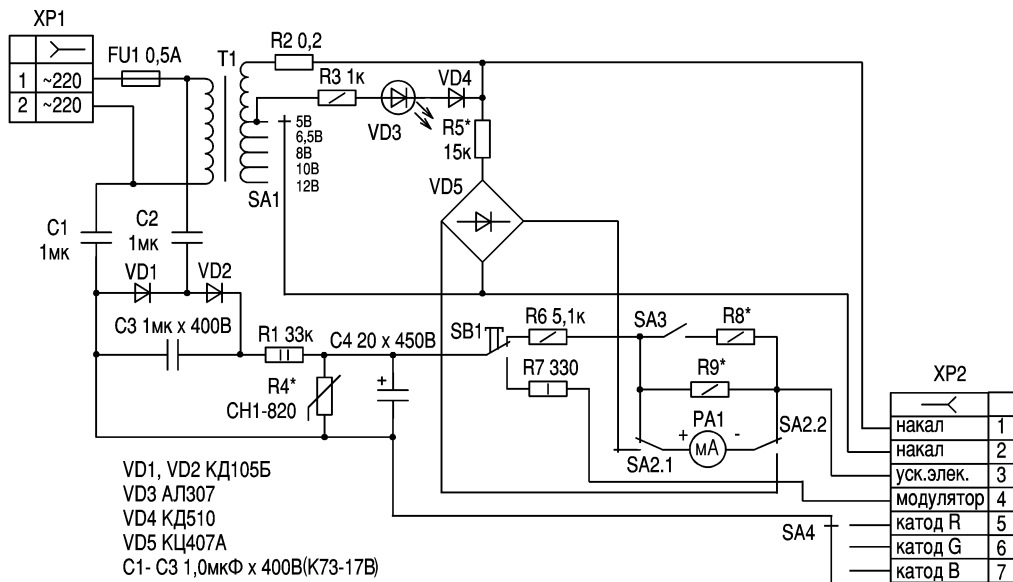 XP1
1 ~220
2 ~220
FU1 0,5А
T1
R2 0,2
R3 1к
VD3
VD4
R5*
15к
5В
6,5В
8В
10В
12В
SA1
VD5
C1
1мк
C2
1мк
VD1
VD2
C3 1мк х 400В
R1 33к
C4 20 х 450В
+
R4*
СН1-820
SB1
R6 5,1к
R7 330
SA3
R8*
R9*
PA1
+ мА -
SA2.1
SA2.2
XP2
накал 1
накал 2
уск.элек. 3
модулятор 4
катод R 5
катод G 6
катод B 7
SA4
VD1, VD2 КД105Б
VD3 АЛ307
VD4 КД510
VD5 КЦ407А
С1- С3 1,0мкФ х 400В(К73-17В)